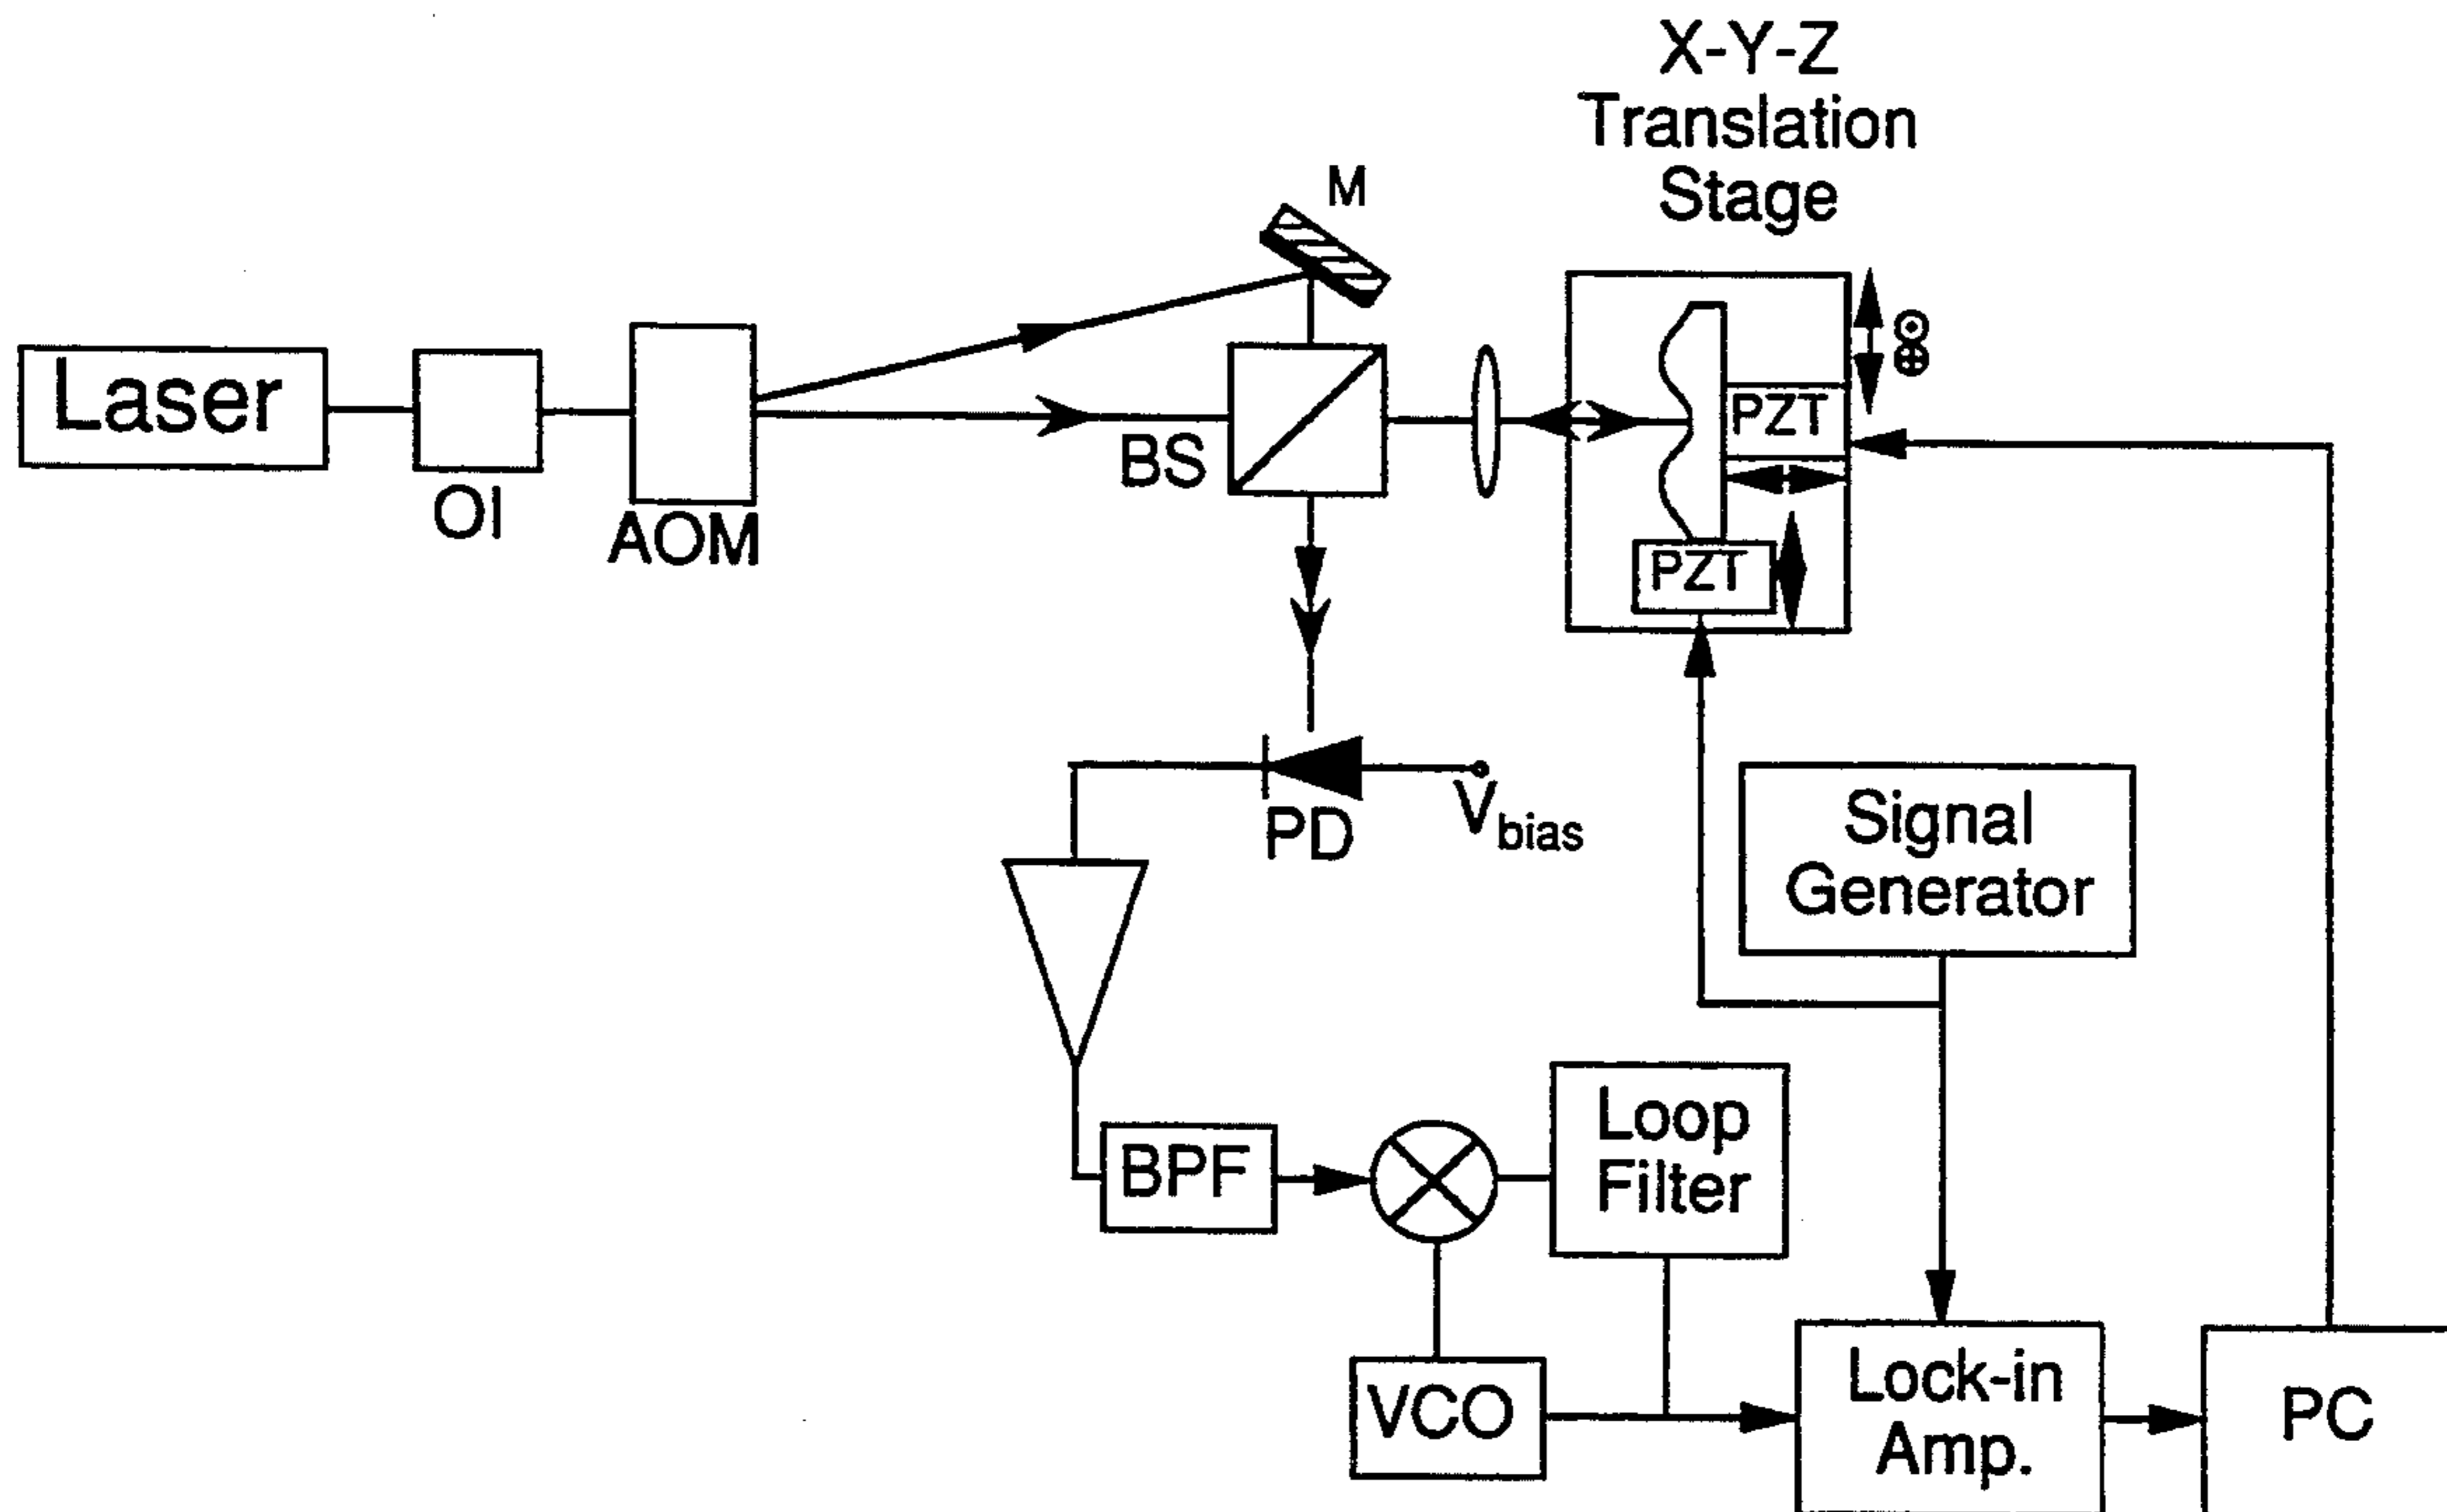 X-Y-Z
Translation
Stage
M
Laser
OI
AOM
BS
PZT
PZT
PD
Vbias
Signal
Generator
Loop
Filter
BPF
VCO
Lock-in
Amp.
PC